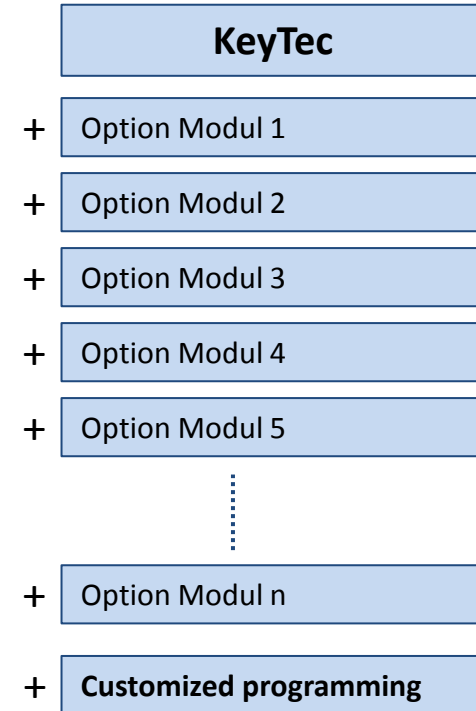 KeyTec
+ Option Modul 1
+ Option Modul 2
+ Option Modul 3
+ Option Modul 4
+ Option Modul 5
+ Option Modul n
+ Customized programming